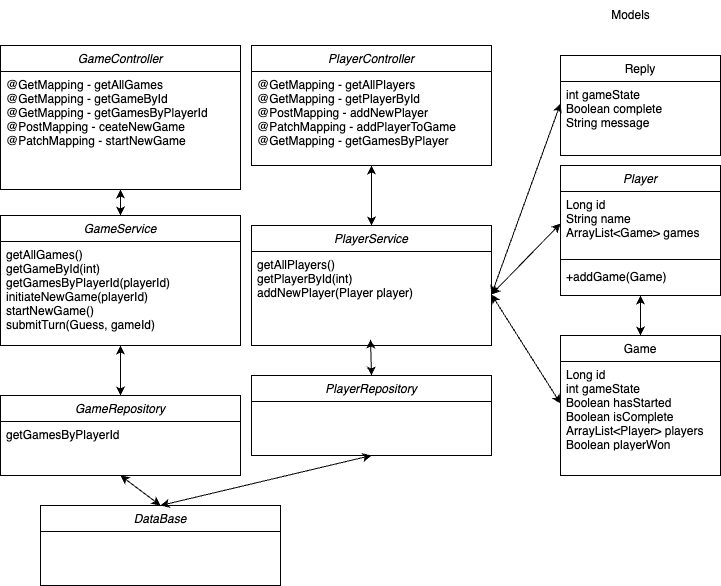 Models
GameController
@GetMapping - getAllGames
@GetMapping - getGameById
@GetMapping - getGamesByPlayerId
@PostMapping - ceateNewGame
@PatchMapping - startNewGame
PlayerController
@GetMapping - getAllPlayers
@GetMapping - getPlayerById
@PostMapping - addNewPlayer
@PatchMapping - addPlayerToGame
@GetMapping - getGamesByPlayer
Reply
int gameState
Boolean complete
String message
Player
Long id
String name
ArrayList<Game> games
+addGame(Game)
GameService
getAllGames()
getGameById(int)
getGamesByPlayerId(playerId)
initiateNewGame(playerId)
startNewGame()
submitTurn(Guess, gameId)
PlayerService
getAllPlayers()
getPlayerById(int)
addNewPlayer(Player player)
Game
Long id
int gameState
Boolean hasStarted
Boolean isComplete
ArrayList<Player> players
Boolean playerWon
GameRepository
getGamesByPlayerId
PlayerRepository
DataBase